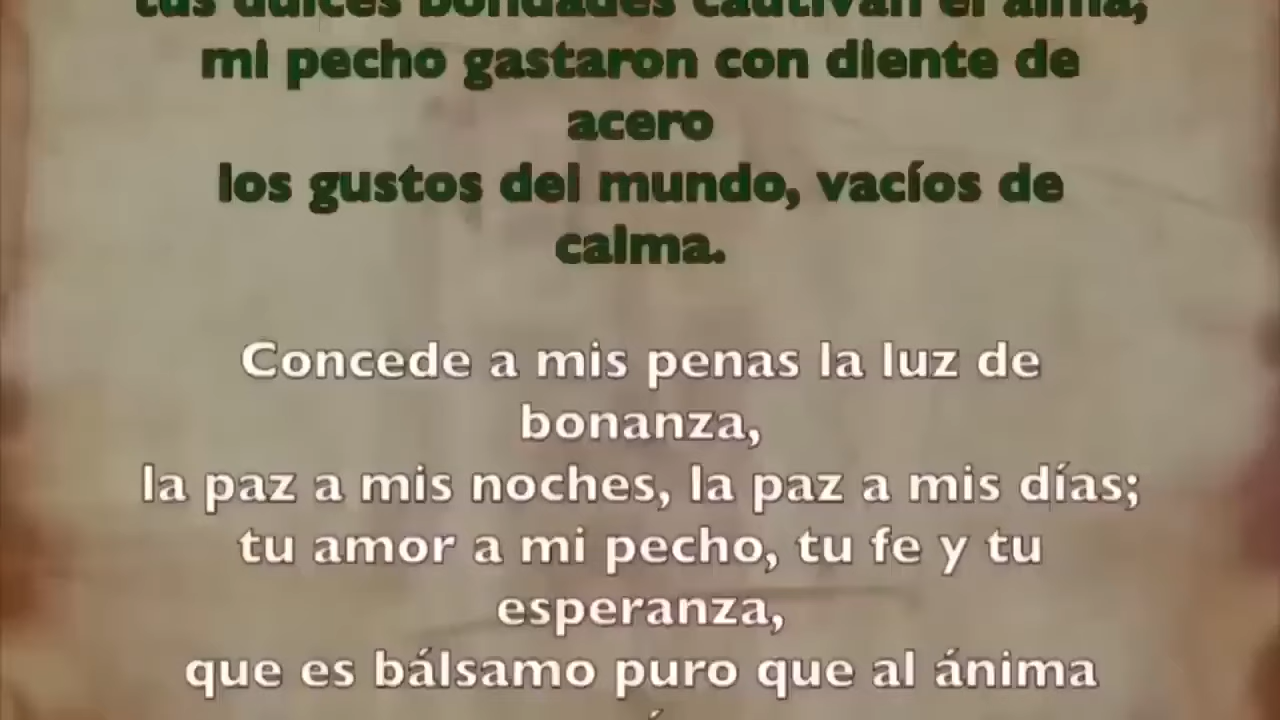 tus dulces bondades cautivan el alma,
mi pecho gastaron con diente de
acero
los gustos del mundo, vacíos de
calma.
Concede a mis penas la luz de
bonanza,
la paz a mis noches, la paz a mis días;
tu amor a mi pecho, tu fe y tu
esperanza,
que es bálsamo puro que al ánima